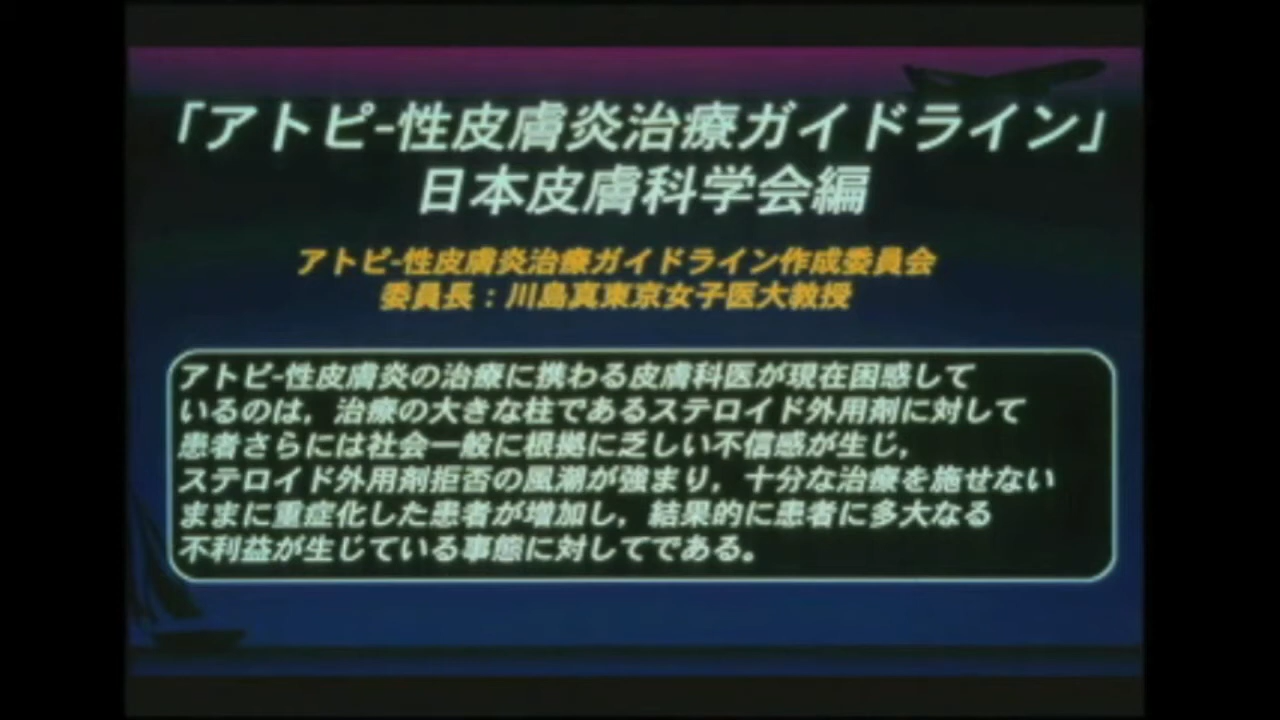 「アトピ-性皮膚炎治療ガイドライン」
日本皮膚科学会編
アトピ-性皮膚炎治療ガイドライン作成委員会
委員長：川島真東京女子医大教授
アトピ-性皮膚炎の治療に携わる皮膚科医が現在困惑して
いるのは，治療の大きな柱であるステロイド外用剤に対して
患者さらには社会一般に根拠に乏しい不信感が生じ，
ステロイド外用剤拒否の風潮が強まり，十分な治療を施せない
ままに重症化した患者が増加し，結果的に患者に多大なる
不利益が生じている事態に対してである。